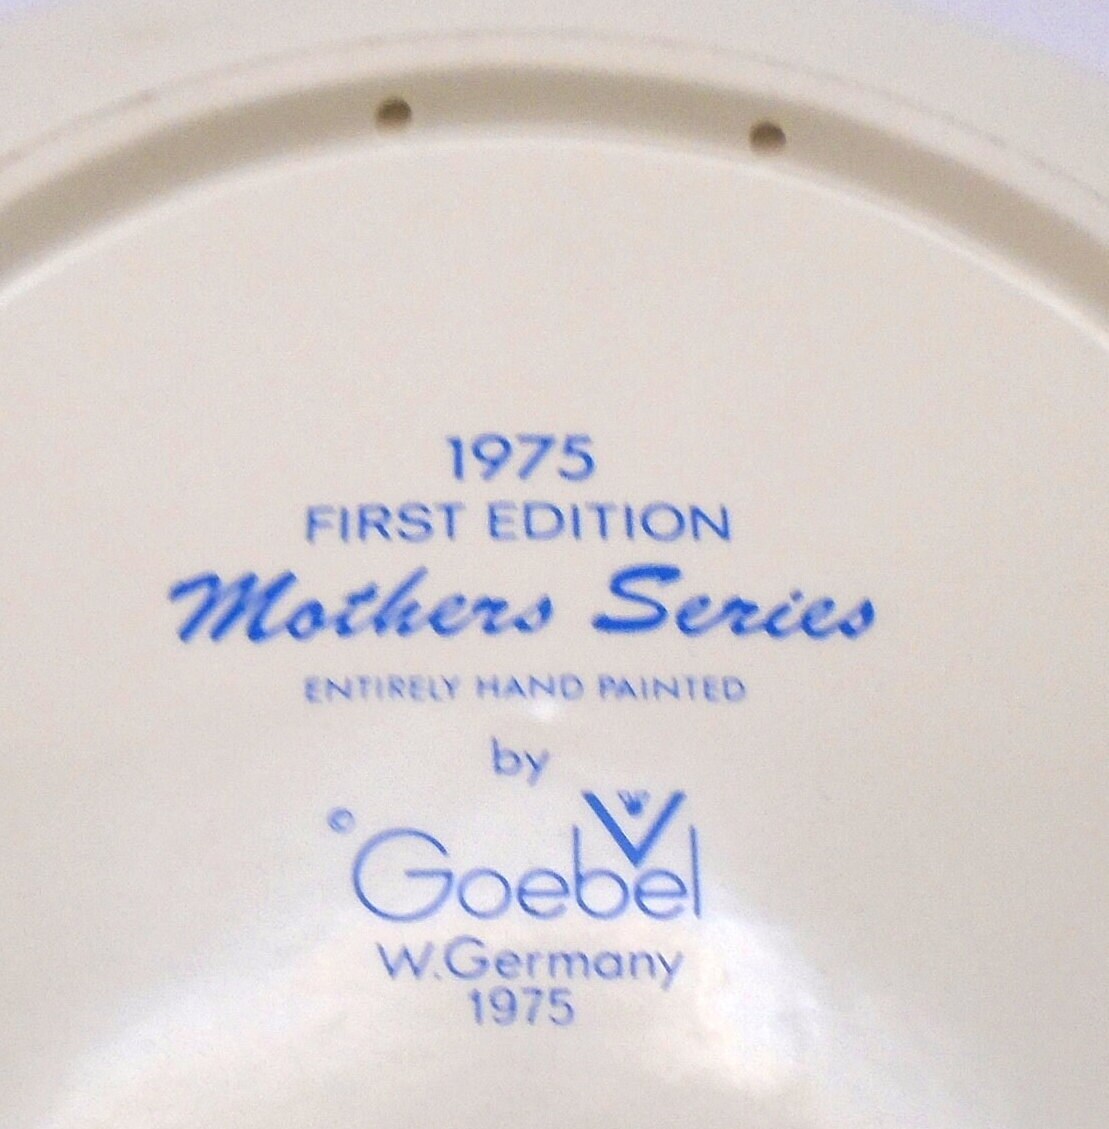 1975
FIRST EDITION
Mothers Series
ENTIRELY HAND PAINTED
by
© Goebel
W.Germany
1975